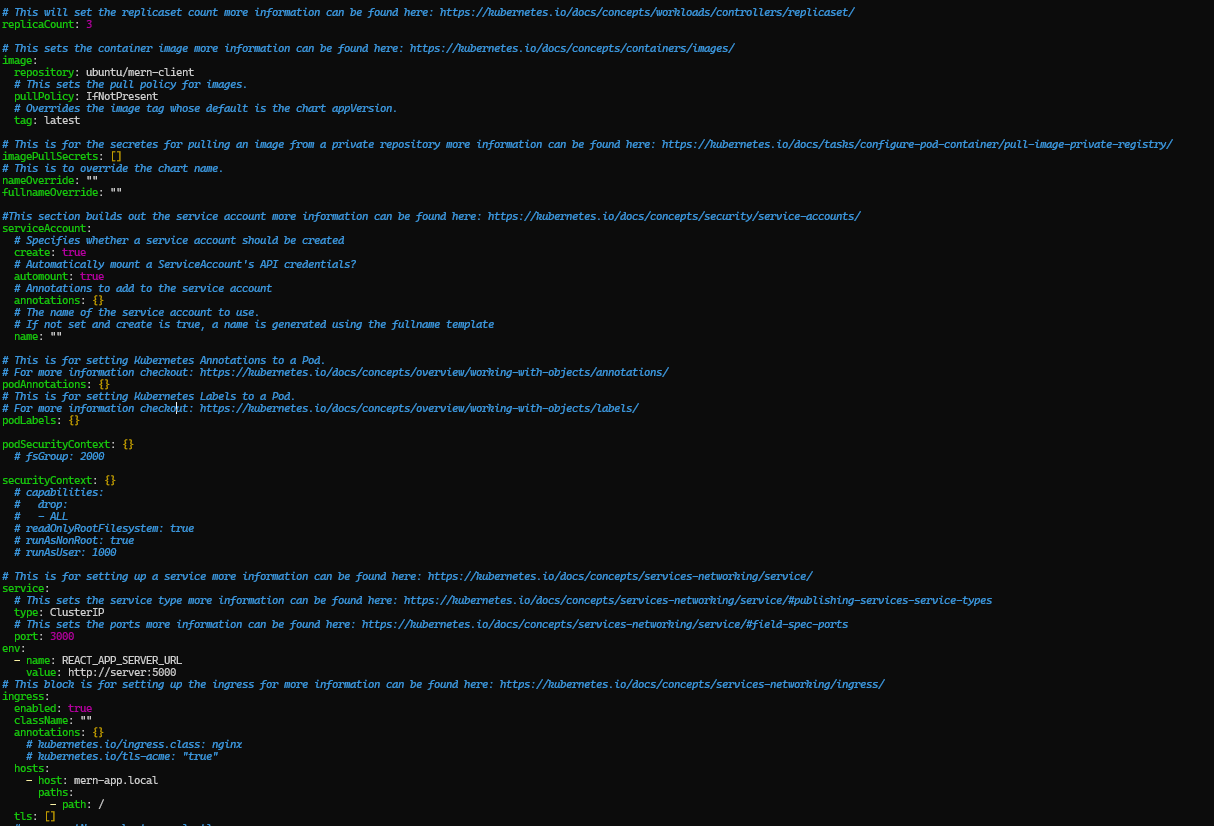 # This will set the replicaset count more information can be found here: https://kubernetes.io/docs/concepts/workloads/controllers/replicaset/
replicaCount: 3
# This sets the container image more information can be found here: https://kubernetes.io/docs/concepts/containers/images/
image:
  repository: ubuntu/mern-client
  # This sets the pull policy for images.
  pullPolicy: IfNotPresent
  # Overrides the image tag whose default is the chart appVersion.
  tag: latest
# This is for the secretes for pulling an image from a private repository more information can be found here: https://kubernetes.io/docs/tasks/configure-pod-container/pull-image-private-registry/
imagePullSecrets: []
# This is to override the chart name.
nameOverride: ""
fullnameOverride: ""
#This section builds out the service account more information can be found here: https://kubernetes.io/docs/concepts/security/service-accounts/
serviceAccount:
  # Specifies whether a service account should be created
  create: true
  # Automatically mount a ServiceAccount's API credentials?
  automount: true
  # Annotations to add to the service account
  annotations: {}
  # The name of the service account to use.
  # If not set and create is true, a name is generated using the fullname template
  name: ""
# This is for setting Kubernetes Annotations to a Pod.
# For more information checkout: https://kubernetes.io/docs/concepts/overview/working-with-objects/annotations/
podAnnotations: {}
# This is for setting Kubernetes Labels to a Pod.
# For more information checkout: https://kubernetes.io/docs/concepts/overview/working-with-objects/labels/
podLabels: {}
podSecurityContext: {}
  # fsGroup: 2000
securityContext: {}
  # capabilities:
  #   drop:
  #   - ALL
  # readOnlyRootFilesystem: true
  # runAsNonRoot: true
  # runAsUser: 1000
# This is for setting up a service more information can be found here: https://kubernetes.io/docs/concepts/services-networking/service/
service:
  # This sets the service type more information can be found here: https://kubernetes.io/docs/concepts/services-networking/service/#publishing-services-service-types
  type: ClusterIP
  # This sets the ports more information can be found here: https://kubernetes.io/docs/concepts/services-networking/service/#field-spec-ports
  port: 3000
env:
  - name: REACT_APP_SERVER_URL
    value: http://server:5000
# This block is for setting up the ingress for more information can be found here: https://kubernetes.io/docs/concepts/services-networking/ingress/
ingress:
  enabled: true
  className: ""
  annotations: {}
    # kubernetes.io/ingress.class: nginx
    # kubernetes.io/tls-acme: "true"
  hosts:
    - host: mern-app.local
      paths:
        - path: /
  tls: []